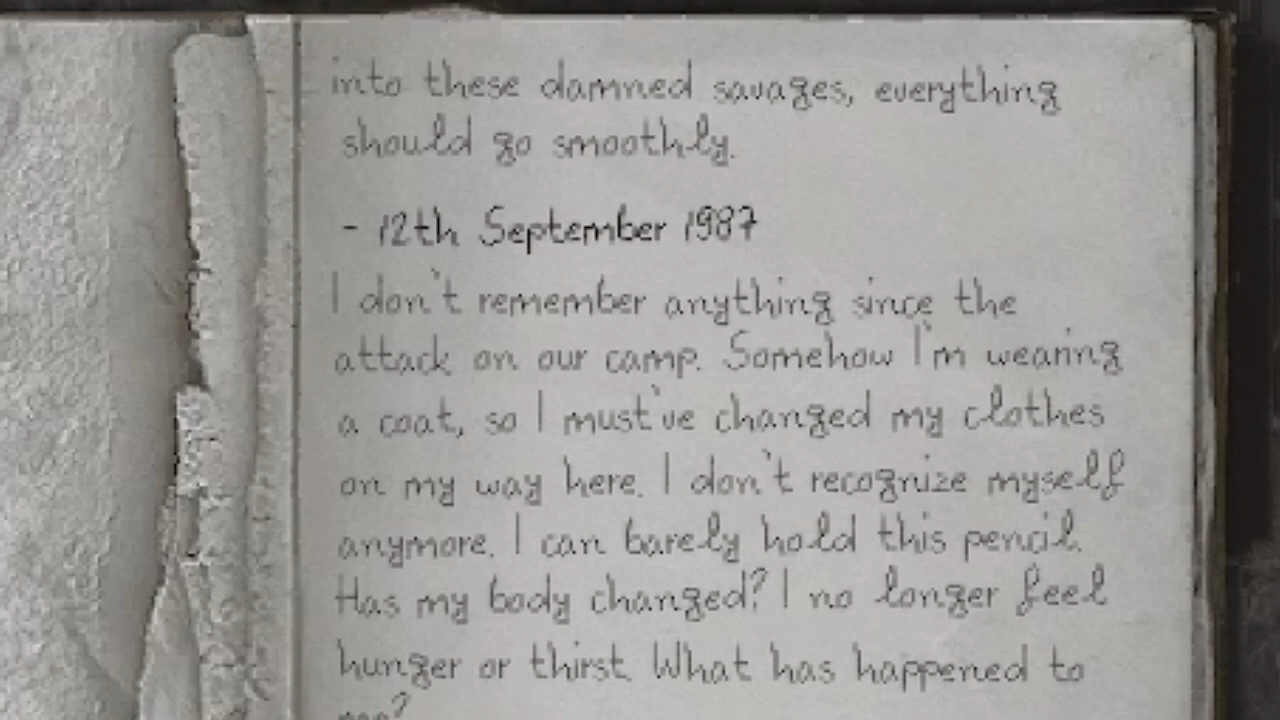 into these damned savages, everything
should go smoothly.
- 12th September 1987
I don't remember anything since the
attack on our camp. Somehow I'm wearing
a coat, so I must've changed my clothes
on my way here. I don't recognize myself
anymore. I can barely hold this pencil.
Has my body changed? I no longer feel
hunger or thirst. What has happened to
me?